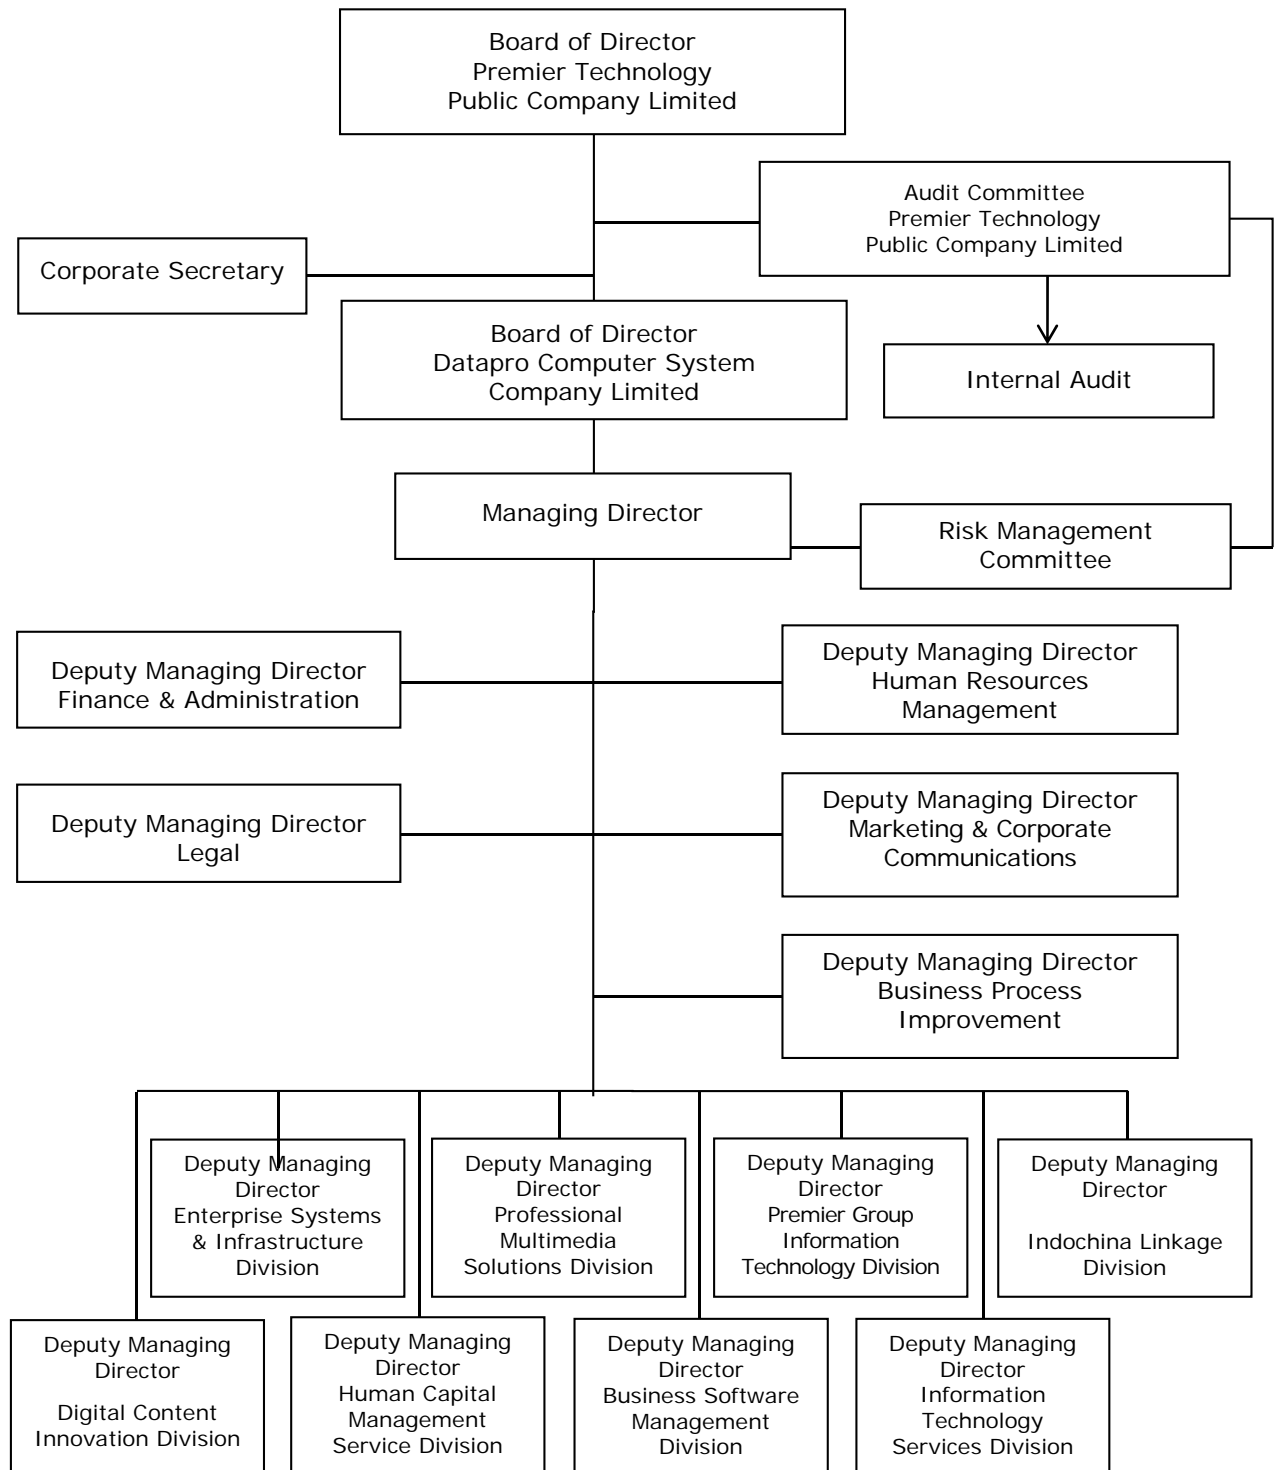 Board of Director
Premier Technology
Public Company Limited
Audit Committee
Premier Technology
Public Company Limited
Corporate Secretary
Board of Director
Datapro Computer System
Company Limited
Internal Audit
Managing Director
Risk Management
Committee
Deputy Managing Director
Finance & Administration
Deputy Managing Director
Human Resources
Management
Deputy Managing Director
Legal
Deputy Managing Director
Marketing & Corporate
Communications
Deputy Managing Director
Business Process
Improvement
Deputy Managing
Director
Enterprise Systems
& Infrastructure
Division
Deputy Managing
Director
Professional
Multimedia
Solutions Division
Deputy Managing
Director
Premier Group
Information
Technology Division
Deputy Managing
Director
Indochina Linkage
Division
Deputy Managing
Director
Digital Content
Innovation Division
Deputy Managing
Director
Human Capital
Management
Service Division
Deputy Managing
Director
Business Software
Management
Division
Deputy Managing
Director
Information
Technology
Services Division